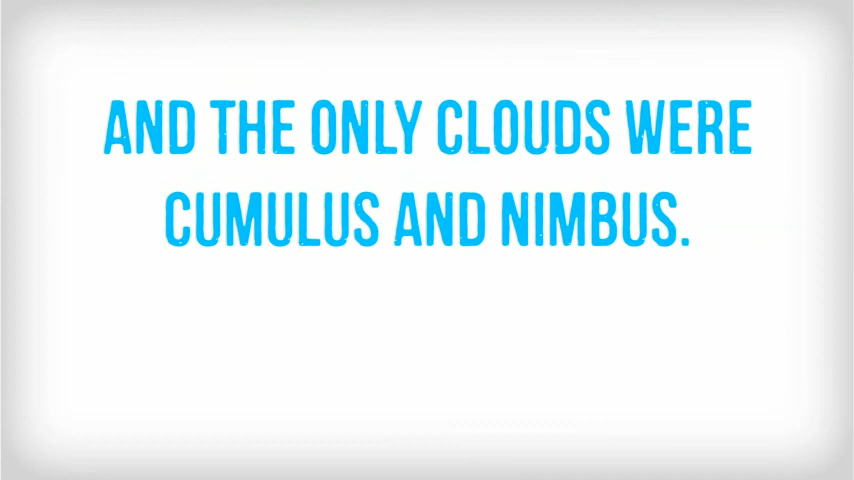 AND THE ONLY CLOUDS WERE
CUMULUS AND NIMBUS.